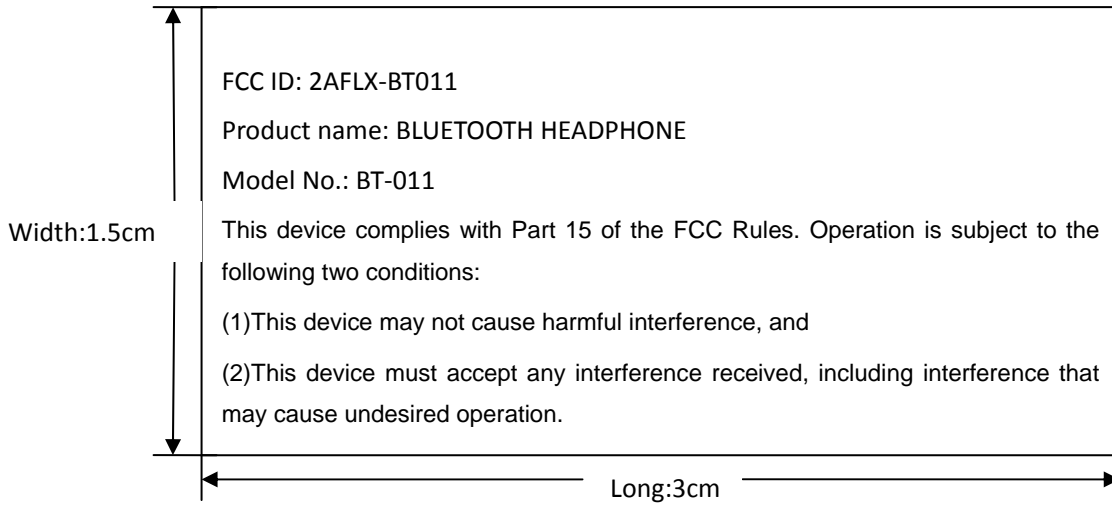 FCC ID: 2AFLX-BT011
Product name: BLUETOOTH HEADPHONE
Model No.: BT-011
Width:1.5cm
This device complies with Part 15 of the FCC Rules. Operation is subject to the
following two conditions:
(1)This device may not cause harmful interference, and
(2)This device must accept any interference received, including interference that
may cause undesired operation.
Long:3cm